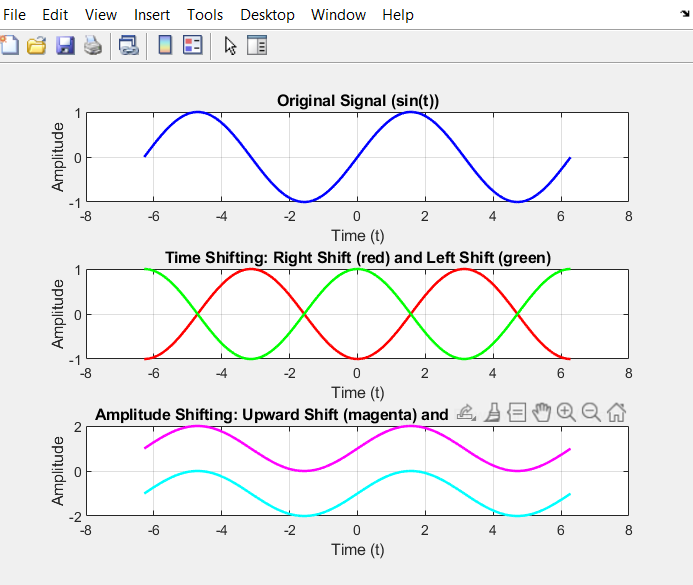 File Edit View Insert Tools Desktop Window Help
Original Signal (sin(t))
1
0
-1
Amplitude
-8 -6 -4 -2 0 2 4 6 8
Time (t)
Time Shifting: Right Shift (red) and Left Shift (green)
1
0
-1
Amplitude
-8 -6 -4 -2 0 2 4 6 8
Time (t)
Amplitude Shifting: Upward Shift (magenta) and
2
0
-2
Amplitude
-8 -6 -4 -2 0 2 4 6 8
Time (t)